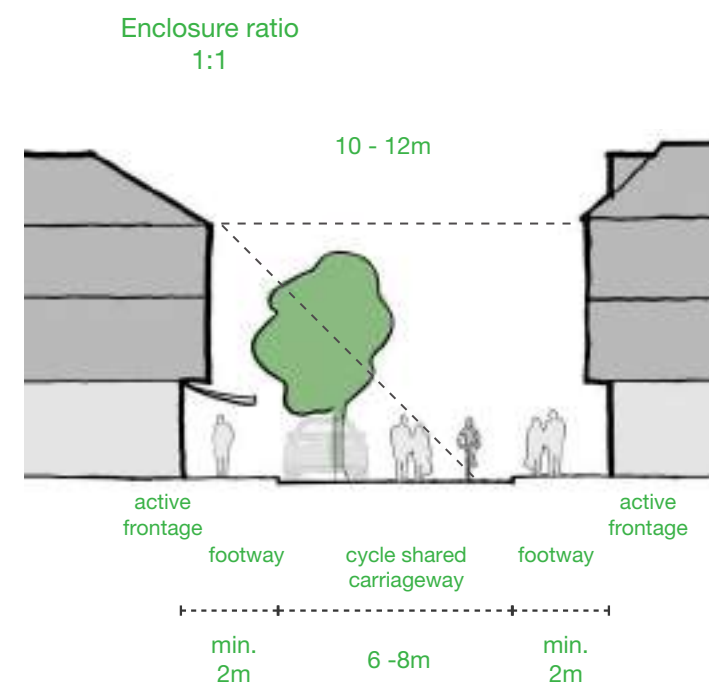 Enclosure ratio
1:1
10 - 12m
active
frontage
active
frontage
footway
cycle shared
carriageway
footway
min.
2m
6 -8m
min.
2m